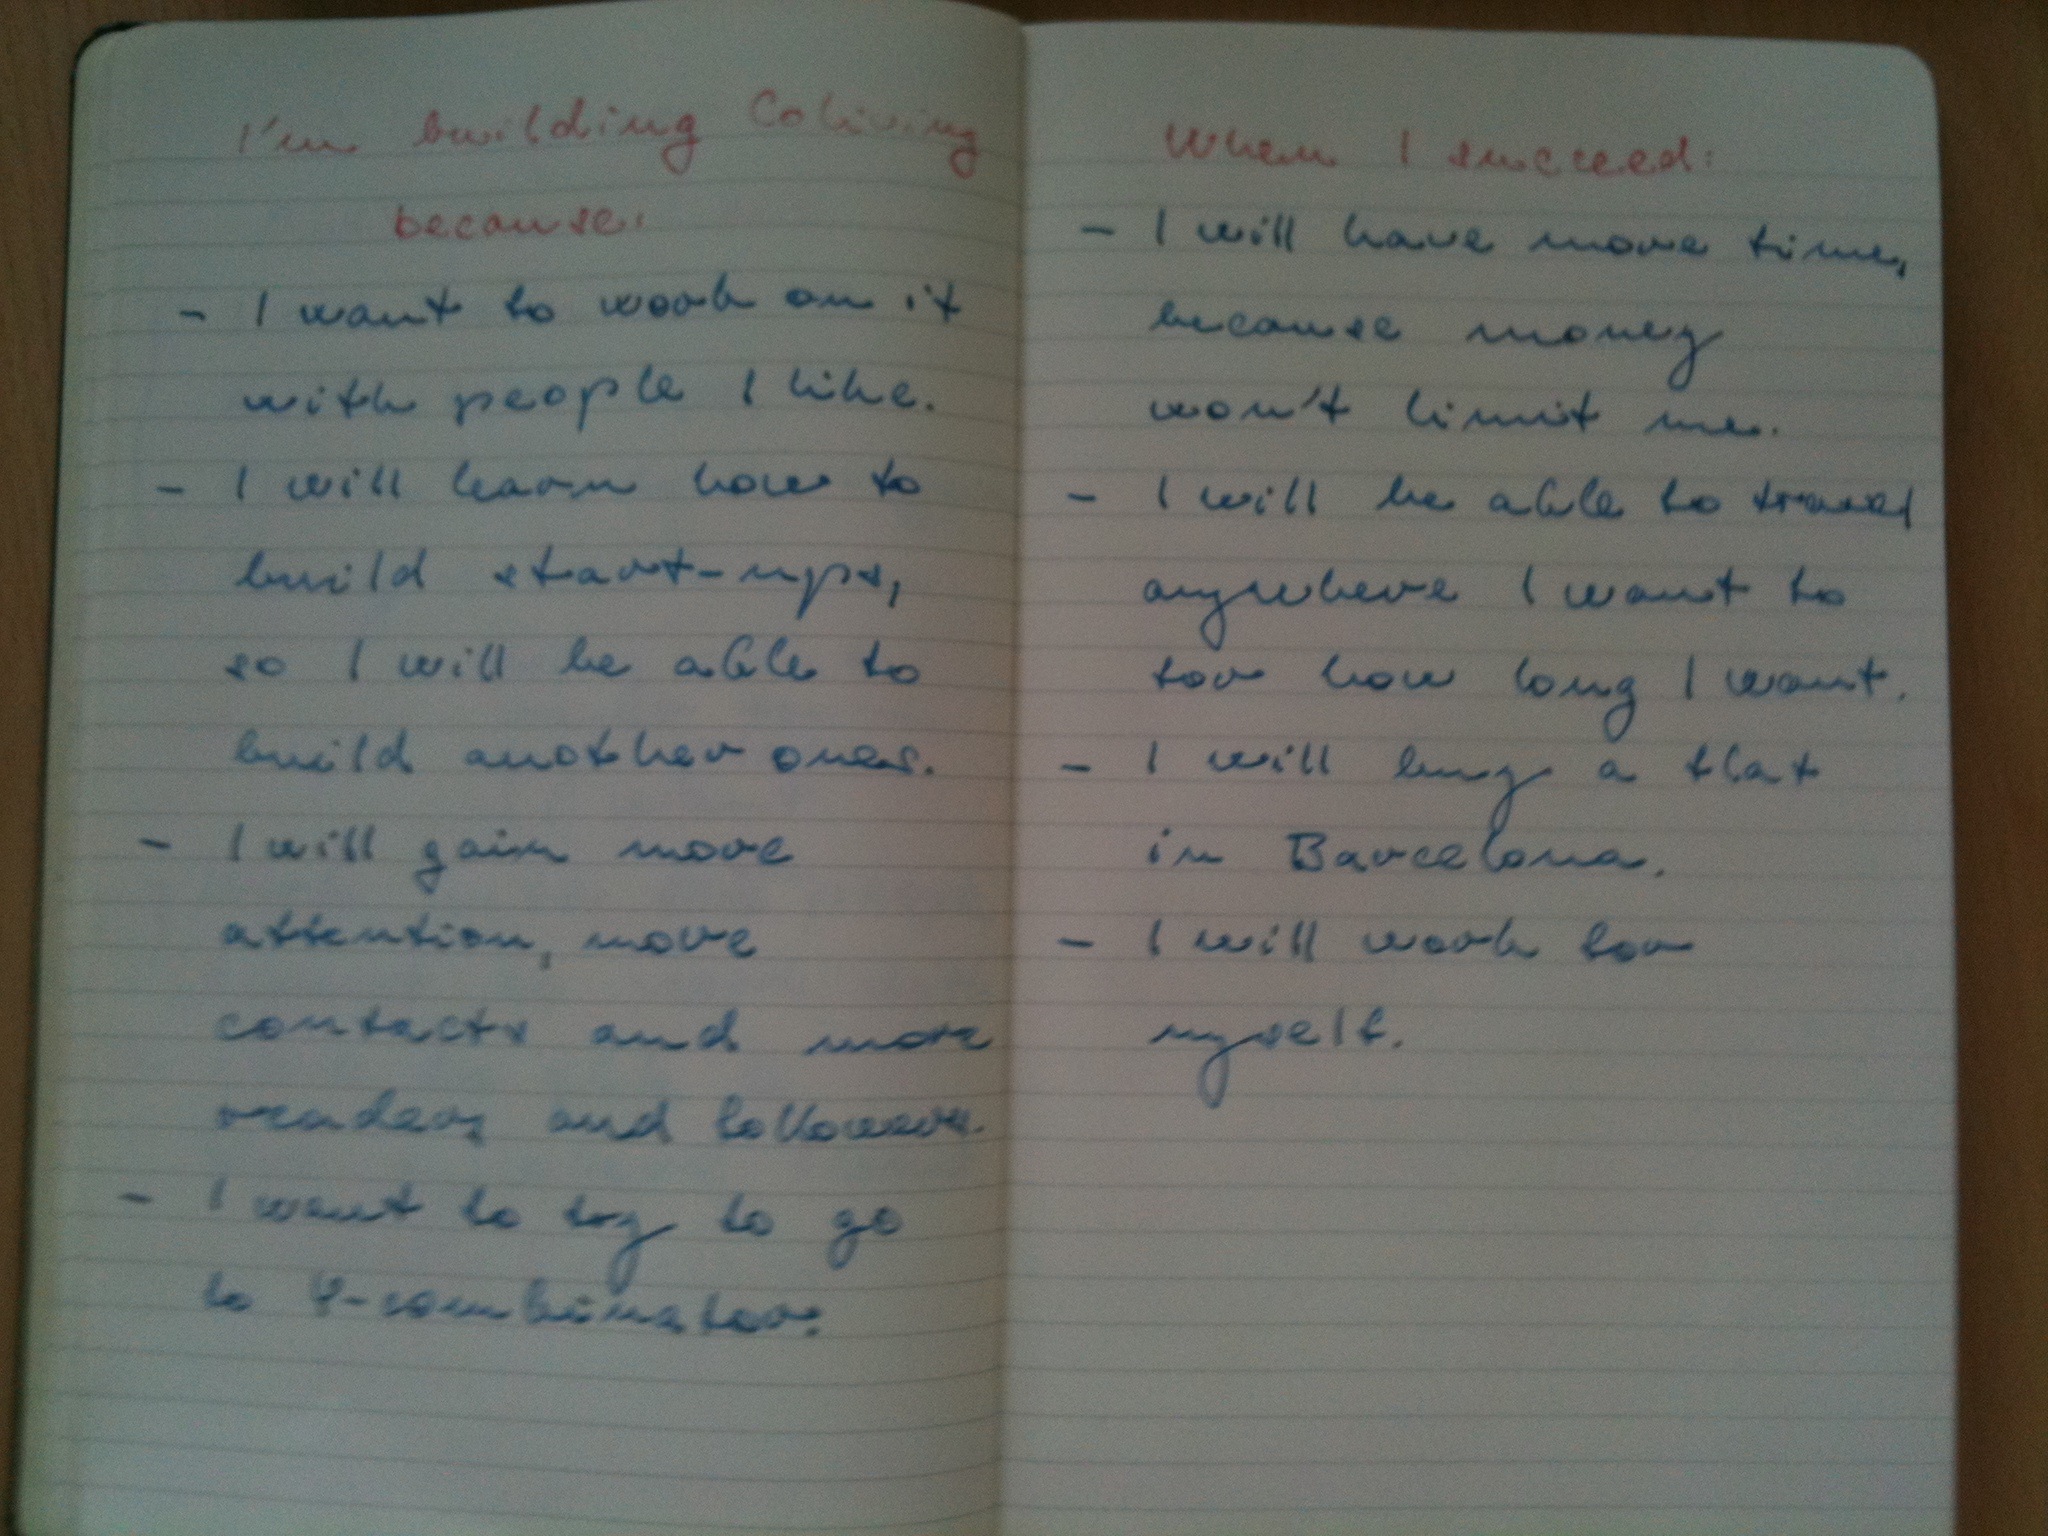 I'm building Coliving
because:
- I want to work on it
with people I like.
- I will learn how to
build start-ups,
so I will be able to
build another ones.
- I will gain more
attention, more
contacts and more
readers and followers.
- I want to try to go
to Y-combinator.
When I succeed:
- I will have more time,
because money
won't limit me.
- I will be able to travel
anywhere I want to
for how long I want.
- I will buy a flat
in Barcelona.
- I will work for
myself.